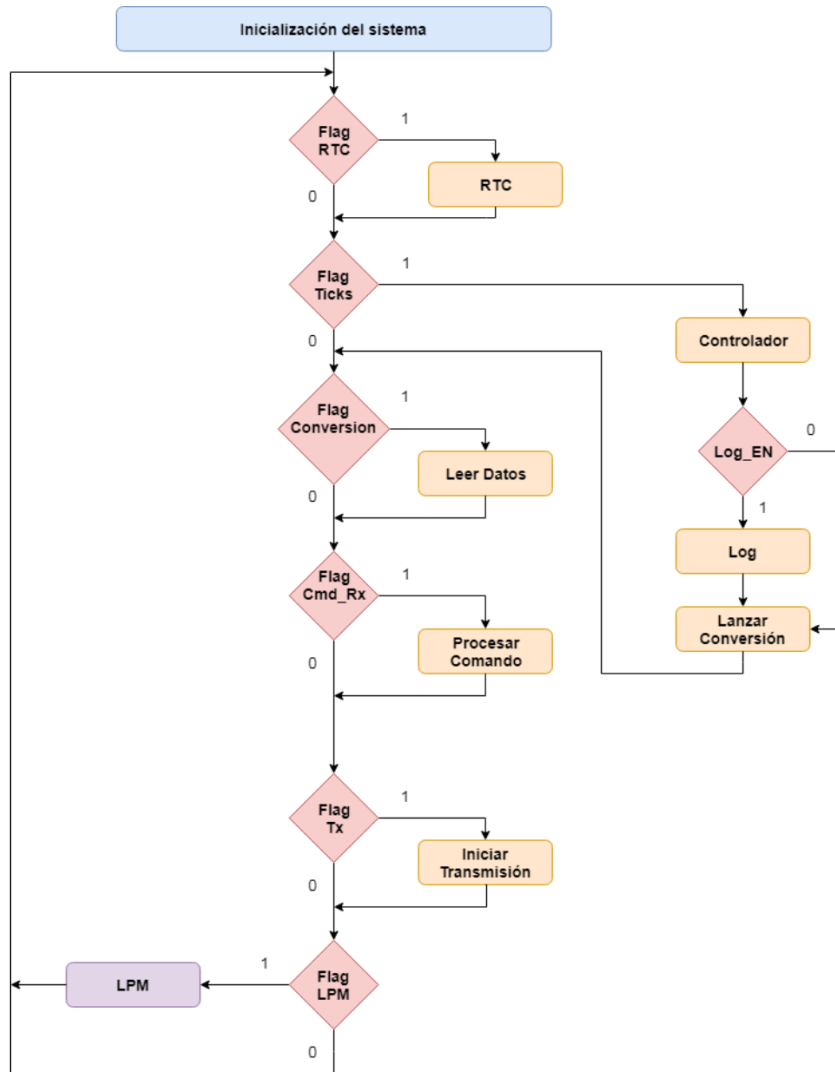 Inicialización del sistema
Flag
RTC
1
RTC
0
Flag
Ticks
1
0
Controlador
Flag
Conversion
1
Log_EN
0
Leer Datos
0
1
Log
Flag
Cmd_Rx
1
Lanzar
Conversión
Procesar
Comando
0
Flag
Tx
1
Iniciar
Transmisión
0
Flag
LPM
1
LPM
0